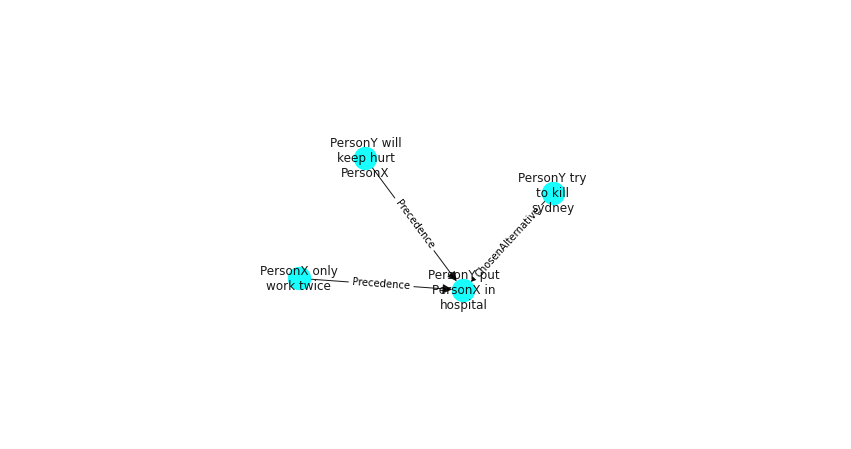 PersonY will
keep hurt
PersonX
PersonY try
to kill
sydney
Precedence
ChosenAlternative
PersonX only
work twice
Precedence
PersonY put
PersonX in
hospital